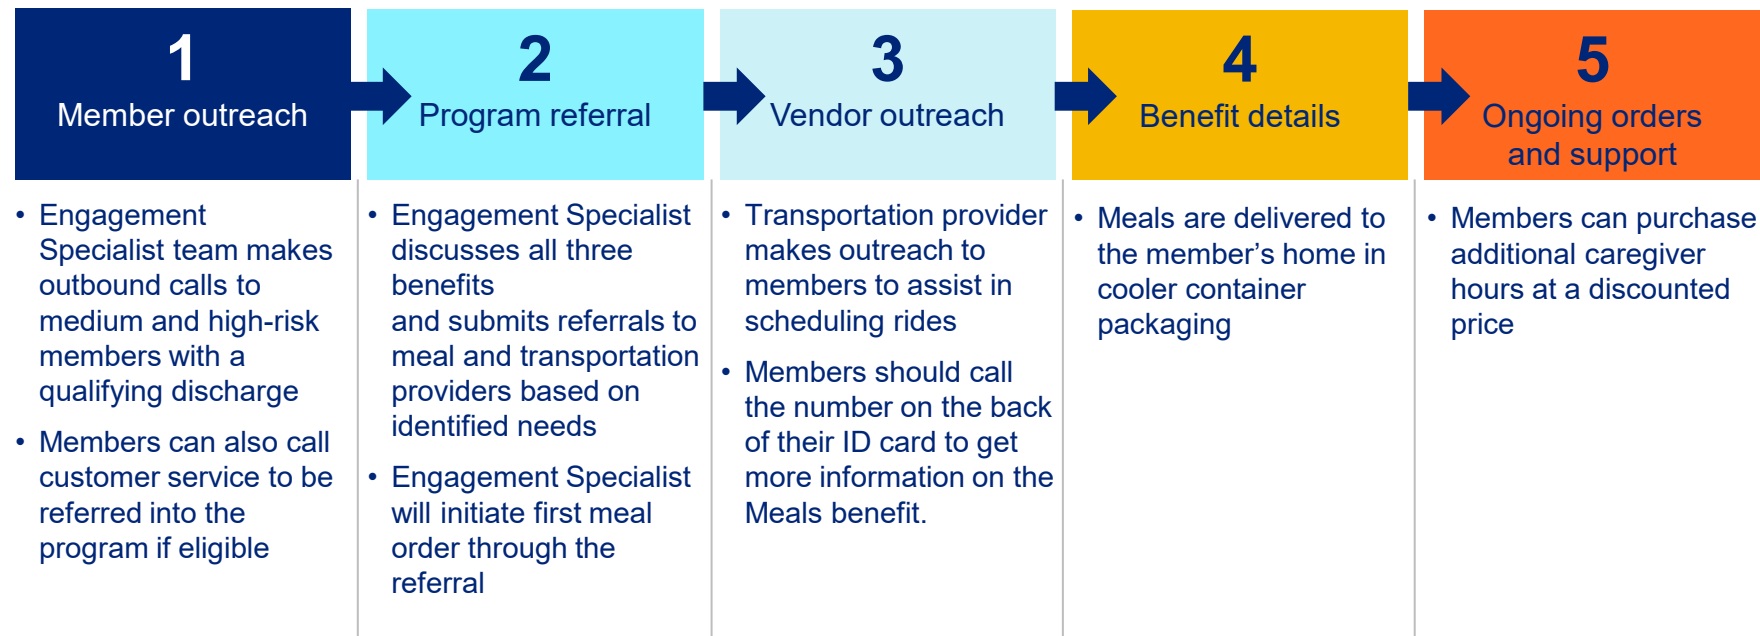 1
Member outreach
• Engagement
Specialist team makes
outbound calls to
medium and high-risk
members with a
qualifying discharge
• Members can also call
customer service to be
referred into the
program if eligible
2
Program referral
• Engagement Specialist
discusses all three
benefits
and submits referrals to
meal and transportation
providers based on
identified needs
• Engagement Specialist
will initiate first meal
order through the
referral
3
Vendor outreach
• Transportation provider
makes outreach to
members to assist in
scheduling rides
• Members should call
the number on the back
of their ID card to get
more information on the
Meals benefit.
4
Benefit details
• Meals are delivered to
the member’s home in
cooler container
packaging
5
Ongoing orders
and support
• Members can purchase
additional caregiver
hours at a discounted
price